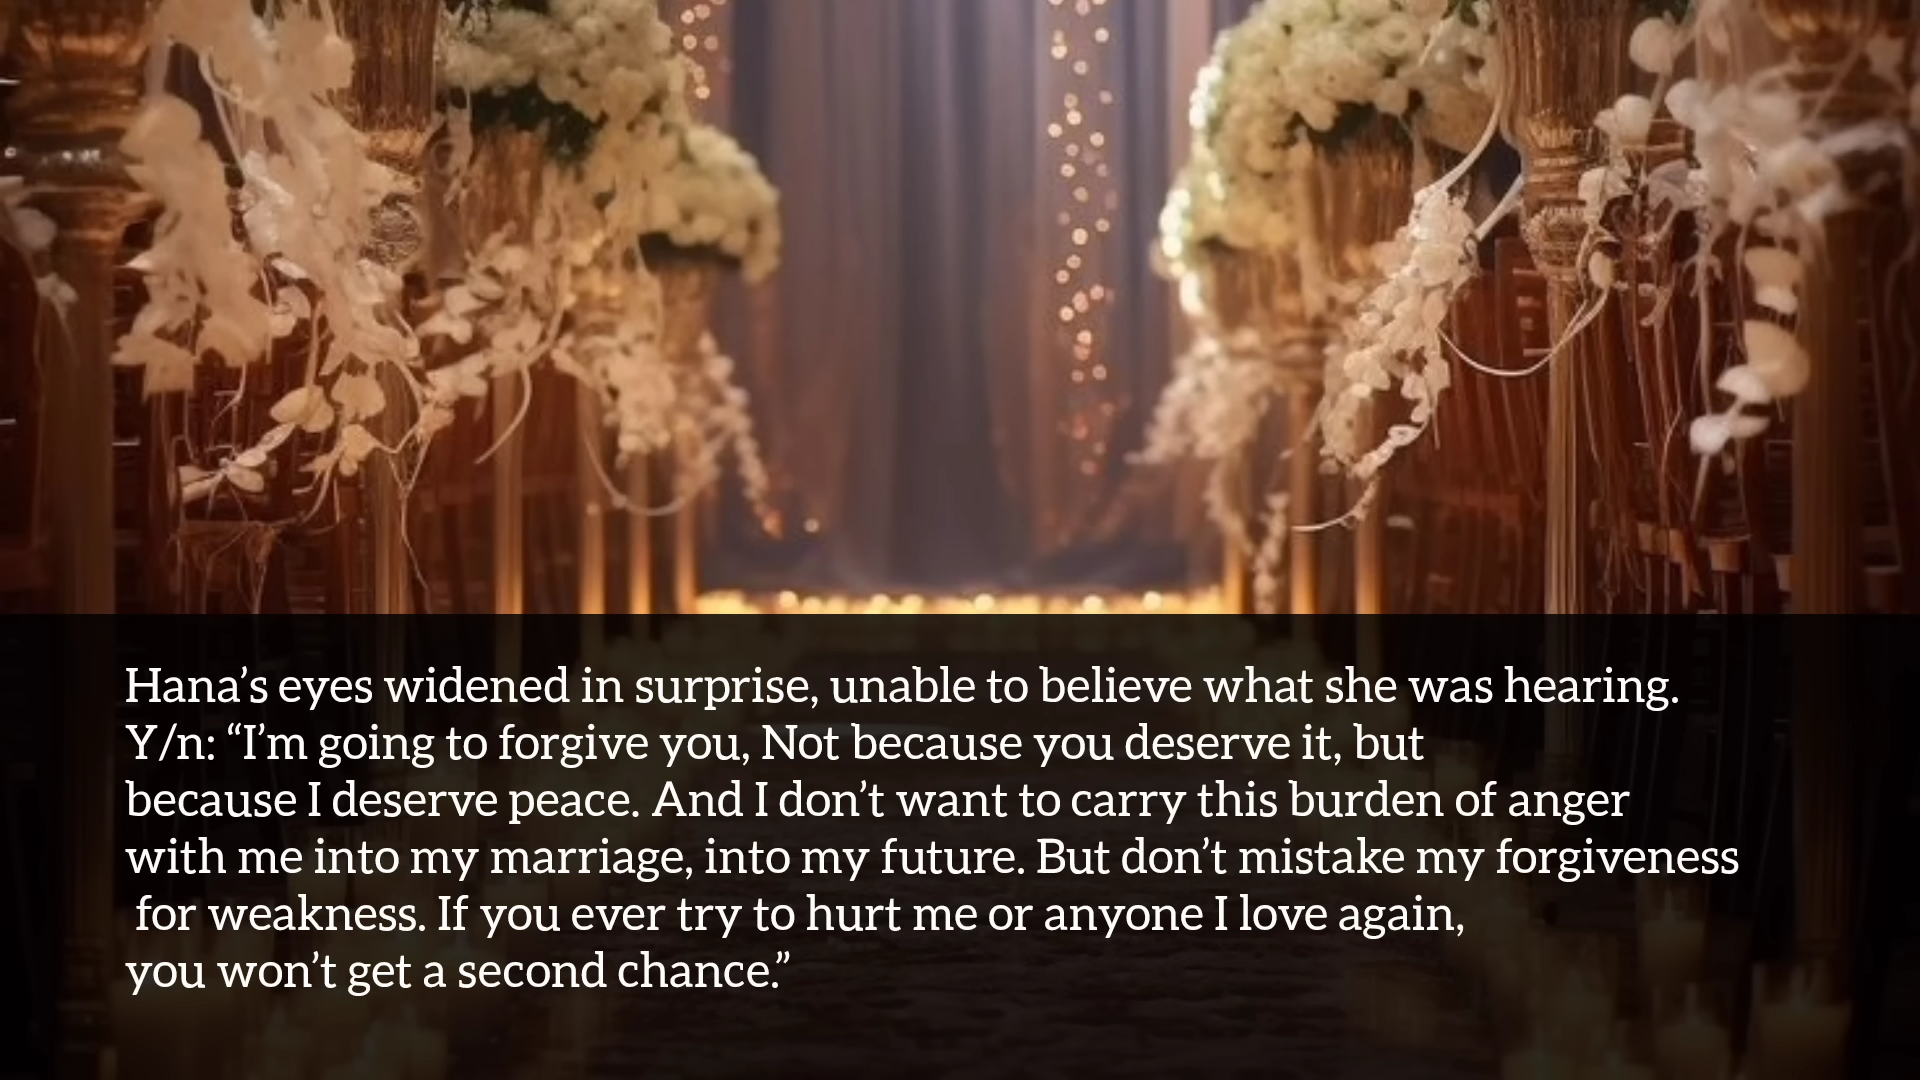 Hana’s eyes widened in surprise, unable to believe what she was hearing.
Y/n: “I’m going to forgive you, Not because you deserve it, but
because I deserve peace. And I don’t want to carry this burden of anger
with me into my marriage, into my future. But don’t mistake my forgiveness
for weakness. If you ever try to hurt me or anyone I love again,
you won’t get a second chance.”